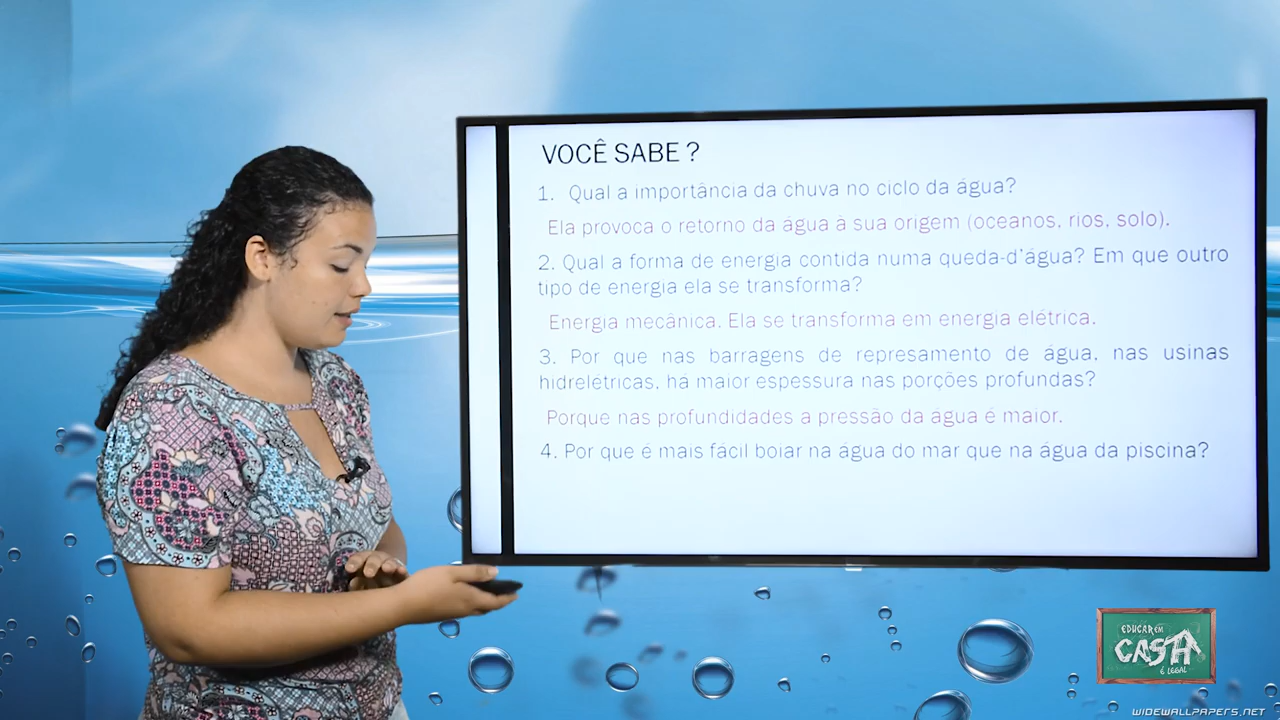 VOCÊ SABE ?
1. Qual a importância da chuva no ciclo da água?
Ela provoca o retorno da água à sua origem (oceanos, rios, solo).
2. Qual a forma de energia contida numa queda-d'água? Em que outro
tipo de energia ela se transforma?
Energia mecânica. Ela se transforma em energia elétrica.
3. Por que nas barragens de represamento de água, nas usinas
hidrelétricas, há maior espessura nas porções profundas?
Porque nas profundidades a pressão da água é maior.
4. Por que é mais fácil boiar na água do mar que na água da piscina?
EDUCAR EM
CASA
É LEGAL
WIDEWALLPAPERS.NET